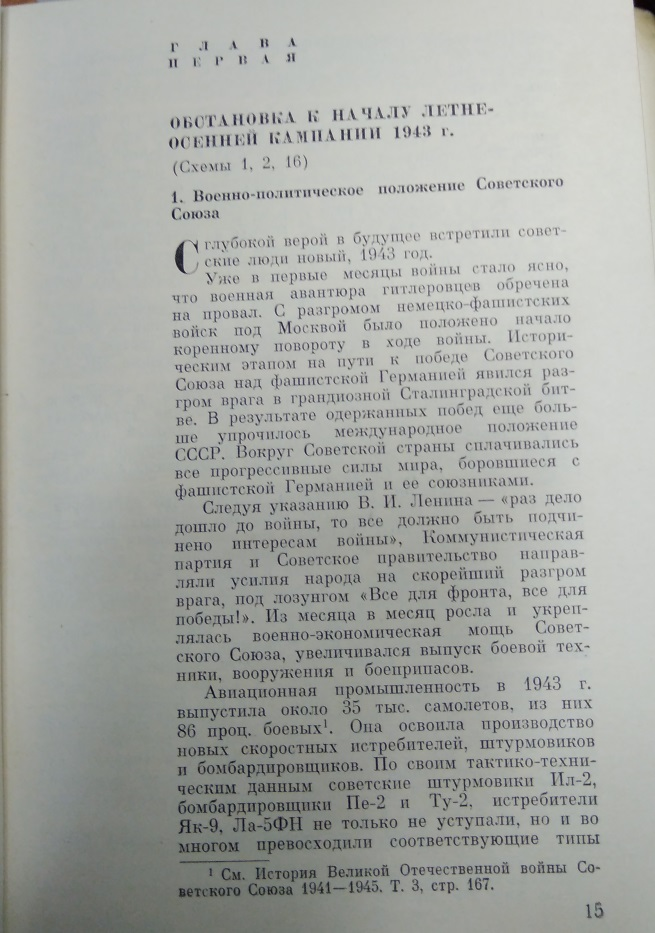 ГЛАВА
ПЕРВАЯ
ОБСТАНОВКА К НАЧАЛУ ЛЕТНЕ-
ОСЕННЕЙ КАМПАНИИ 1943 г.
(Схемы 1, 2, 16)
1. Военно-политическое положение Советского
Союза
С глубокой верой в будущее встретили совет-
ские люди новый, 1943 год.
Уже в первые месяцы войны стало ясно,
что военная авантюра гитлеровцев обречена
на провал. С разгромом немецко-фашистских
войск под Москвой было положено начало
коренному повороту в ходе войны. Истори-
ческим этапом на пути к победе Советского
Союза над фашистской Германией явился раз-
гром врага в грандиозной Сталинградской бит-
ве. В результате одержанных побед еще боль-
ше упрочилось международное положение
СССР. Вокруг Советской страны сплачивались
все прогрессивные силы мира, боровшиеся с
фашистской Германией и ее союзниками.
Следуя указанию В. И. Ленина — «раз дело
дошло до войны, то все должно быть подчи-
нено интересам войны», Коммунистическая
партия и Советское правительство направ-
ляли усилия народа на скорейший разгром
врага, под лозунгом «Все для фронта, все для
победы!». Из месяца в месяц росла и укреп-
лялась военно-экономическая мощь Совет-
ского Союза, увеличивался выпуск боевой тех-
ники, вооружения и боеприпасов.
Авиационная промышленность в 1943 г.
выпустила около 35 тыс. самолетов, из них
86 проц. боевых¹. Она освоила производство
новых скоростных истребителей, штурмовиков
и бомбардировщиков. По своим тактико-техни-
ческим данным советские штурмовики Ил-2,
бомбардировщики Пе-2 и Ту-2, истребители
Як-9, Ла-5ФН не только не уступали, но и во
многом превосходили соответствующие типы
¹ См. История Великой Отечественной войны Со-
ветского Союза 1941—1945. Т. 3, стр. 167.
15